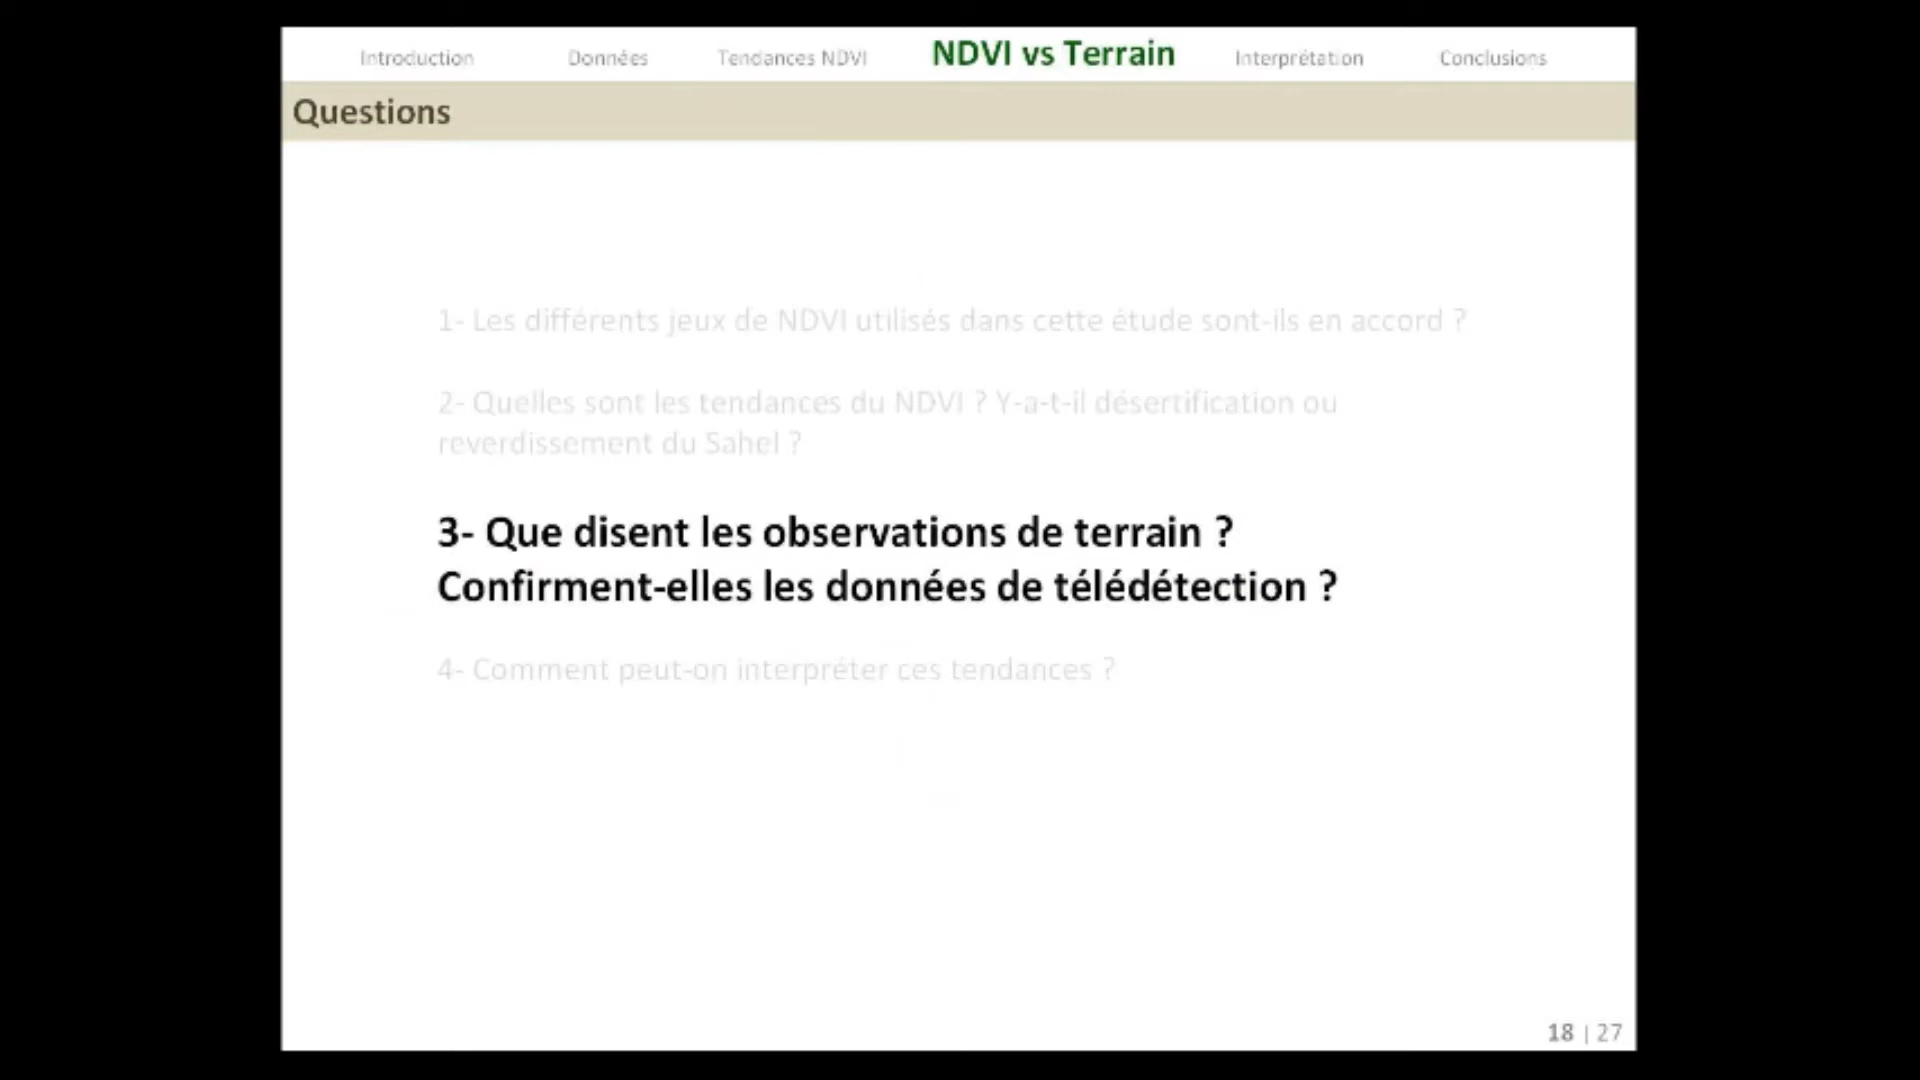 Introduction Données Tendances NDVI NDVI vs Terrain Interprétation Conclusions
Questions
1- Les différents jeux de NDVI utilisés dans cette étude sont-ils en accord ?
2- Quelles sont les tendances du NDVI ? Y-a-t-il désertification ou
reverdissement du Sahel ?
3- Que disent les observations de terrain ?
Confirment-elles les données de télédétection ?
4- Comment peut-on interpréter ces tendances ?
18 | 27